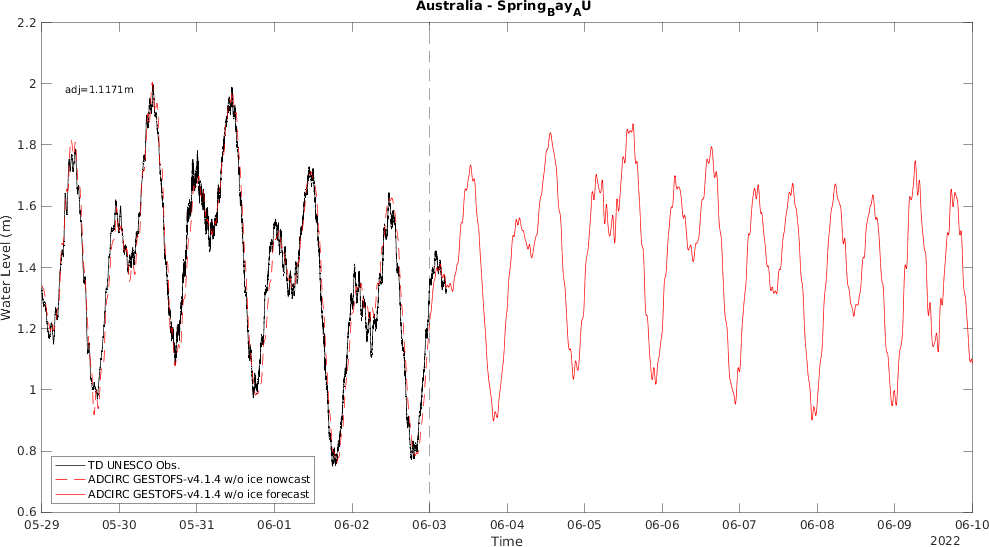 Australia - SpringBayAU
2.2
2
1.8
1.6
1.4
1.2
1
0.8
0.6
Water Level (m)
adj=1.1171m
TD UNESCO Obs.
ADCIRC GESTOFS-v4.1.4 w/o ice nowcast
ADCIRC GESTOFS-v4.1.4 w/o ice forecast
05-29 05-30 05-31 06-01 06-02 06-03 06-04 06-05 06-06 06-07 06-08 06-09 06-10
Time
2022